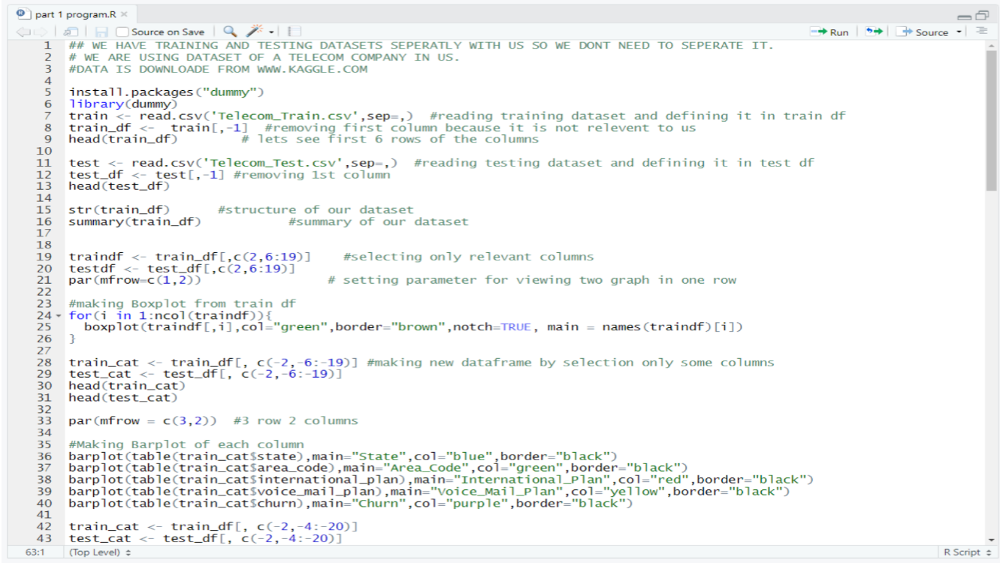 part 1 program.R
Source on Save Run Source
1 ## WE HAVE TRAINING AND TESTING DATASETS SEPERATLY WITH US SO WE DONT NEED TO SEPERATE IT.
2 # WE ARE USING DATASET OF A TELECOM COMPANY IN US.
3 #DATA IS DOWNLOADE FROM WWW.KAGGLE.COM
4
5 install.packages("dummy")
6 library(dummy)
7 train <- read.csv('Telecom_Train.csv',sep=,)  #reading training dataset and defining it in train df
8 train_df <-  train[,-1]  #removing first column because it is not relevent to us
9 head(train_df)        # lets see first 6 rows of the columns
10
11 test <- read.csv('Telecom_Test.csv',sep=,)  #reading testing dataset and defining it in test df
12 test_df <- test[,-1] #removing 1st column
13 head(test_df)
14
15 str(train_df)      #structure of our dataset
16 summary(train_df)           #summary of our dataset
17
18
19 traindf <- train_df[,c(2,6:19)]    #selecting only relevant columns
20 testdf <- test_df[,c(2,6:19)]
21 par(mfrow=c(1,2))                # setting parameter for viewing two graph in one row
22
23 #making Boxplot from train df
24 for(i in 1:ncol(traindf)){
25   boxplot(traindf[,i],col="green",border="brown",notch=TRUE, main = names(traindf)[i])
26 }
27
28 train_cat <- train_df[, c(-2,-6:-19)] #making new dataframe by selection only some columns
29 test_cat <- test_df[, c(-2,-6:-19)]
30 head(train_cat)
31 head(test_cat)
32
33 par(mfrow = c(3,2))  #3 row 2 columns
34
35 #Making Barplot of each column
36 barplot(table(train_cat$state),main="State",col="blue",border="black")
37 barplot(table(train_cat$area_code),main="Area_Code",col="green",border="black")
38 barplot(table(train_cat$international_plan),main="International_Plan",col="red",border="black")
39 barplot(table(train_cat$voice_mail_plan),main="Voice_Mail_Plan",col="yellow",border="black")
40 barplot(table(train_cat$churn),main="Churn",col="purple",border="black")
41
42 train_cat <- train_df[, c(-2,-4:-20)]
43 test_cat <- test_df[, c(-2,-4:-20)]
63:1 (Top Level) R Script